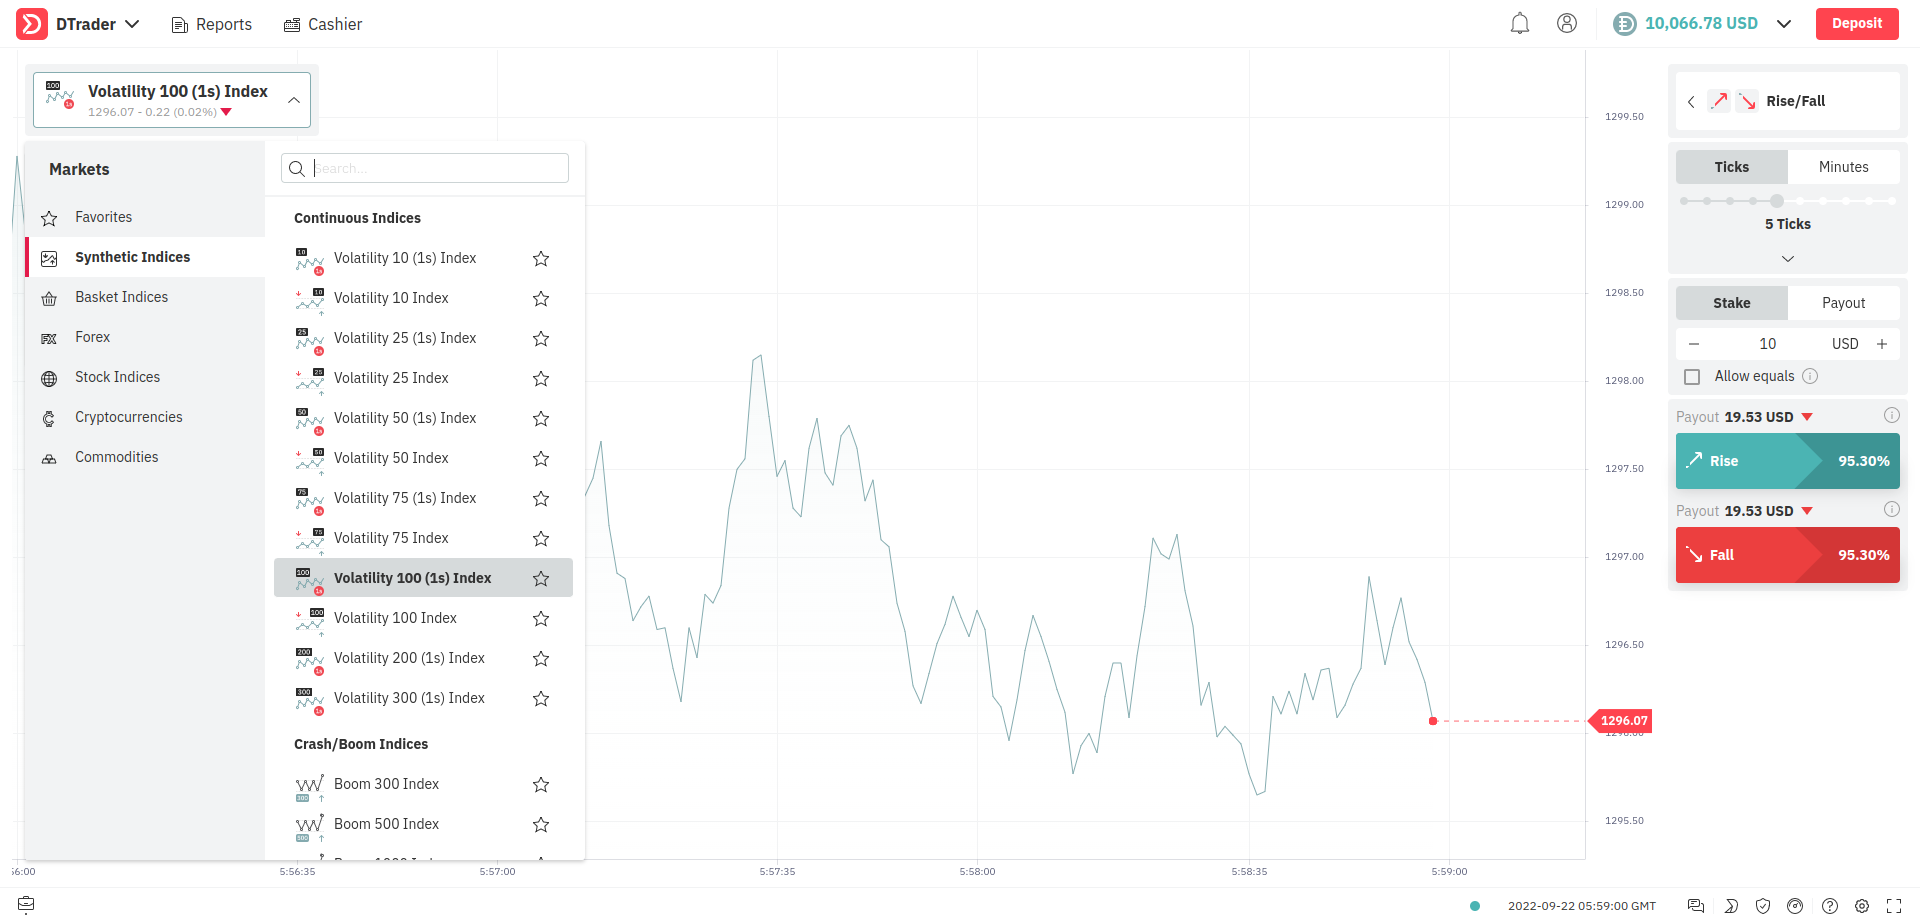 DTrader
Reports
Cashier
10,066.78 USD
Deposit
Volatility 100 (1s) Index
1296.07 - 0.22 (0.02%)
Markets
Favorites
Synthetic Indices
Basket Indices
Forex
Stock Indices
Cryptocurrencies
Commodities
Search...
Continuous Indices
Volatility 10 (1s) Index
Volatility 10 Index
Volatility 25 (1s) Index
Volatility 25 Index
Volatility 50 (1s) Index
Volatility 50 Index
Volatility 75 (1s) Index
Volatility 75 Index
Volatility 100 (1s) Index
Volatility 100 Index
Volatility 200 (1s) Index
Volatility 300 (1s) Index
Crash/Boom Indices
Boom 300 Index
Boom 500 Index
1299.50
1299.00
1298.50
1298.00
1297.50
1297.00
1296.50
1296.07
1295.50
5:56:35
5:57:00
5:57:35
5:58:00
5:58:35
5:59:00
Rise/Fall
Ticks
Minutes
5 Ticks
Stake
Payout
10
USD
Allow equals
Payout 19.53 USD
Rise
95.30%
Payout 19.53 USD
Fall
95.30%
2022-09-22 05:59:00 GMT